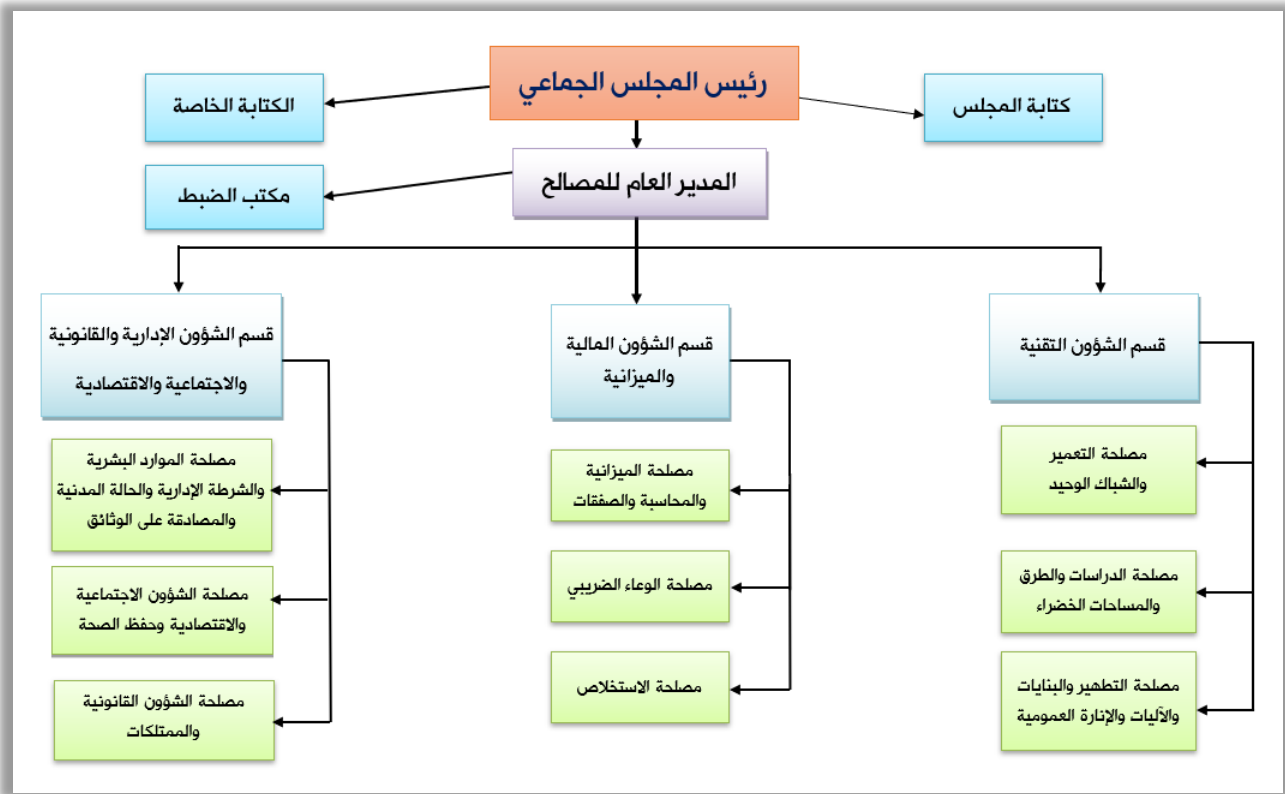 رئيس المجلس الجماعي
كتابة المجلس
الكتابة الخاصة
المدير العام للمصالح
مكتب الضبط
قسم الشؤون التقنية
مصلحة التعمير
والشباك الوحيد
مصلحة الدراسات والطرق
والمساحات الخضراء
مصلحة التطهير والبنايات
والآليات والإنارة العمومية
قسم الشؤون المالية
والميزانية
مصلحة الميزانية
والمحاسبة والصفقات
مصلحة الوعاء الضريبي
مصلحة الاستخلاص
قسم الشؤون الإدارية والقانونية
والاجتماعية والاقتصادية
مصلحة الموارد البشرية
والشرطة الإدارية والحالة المدنية
والمصادقة على الوثائق
مصلحة الشؤون الاجتماعية
والاقتصادية وحفظ الصحة
مصلحة الشؤون القانونية
والممتلكات